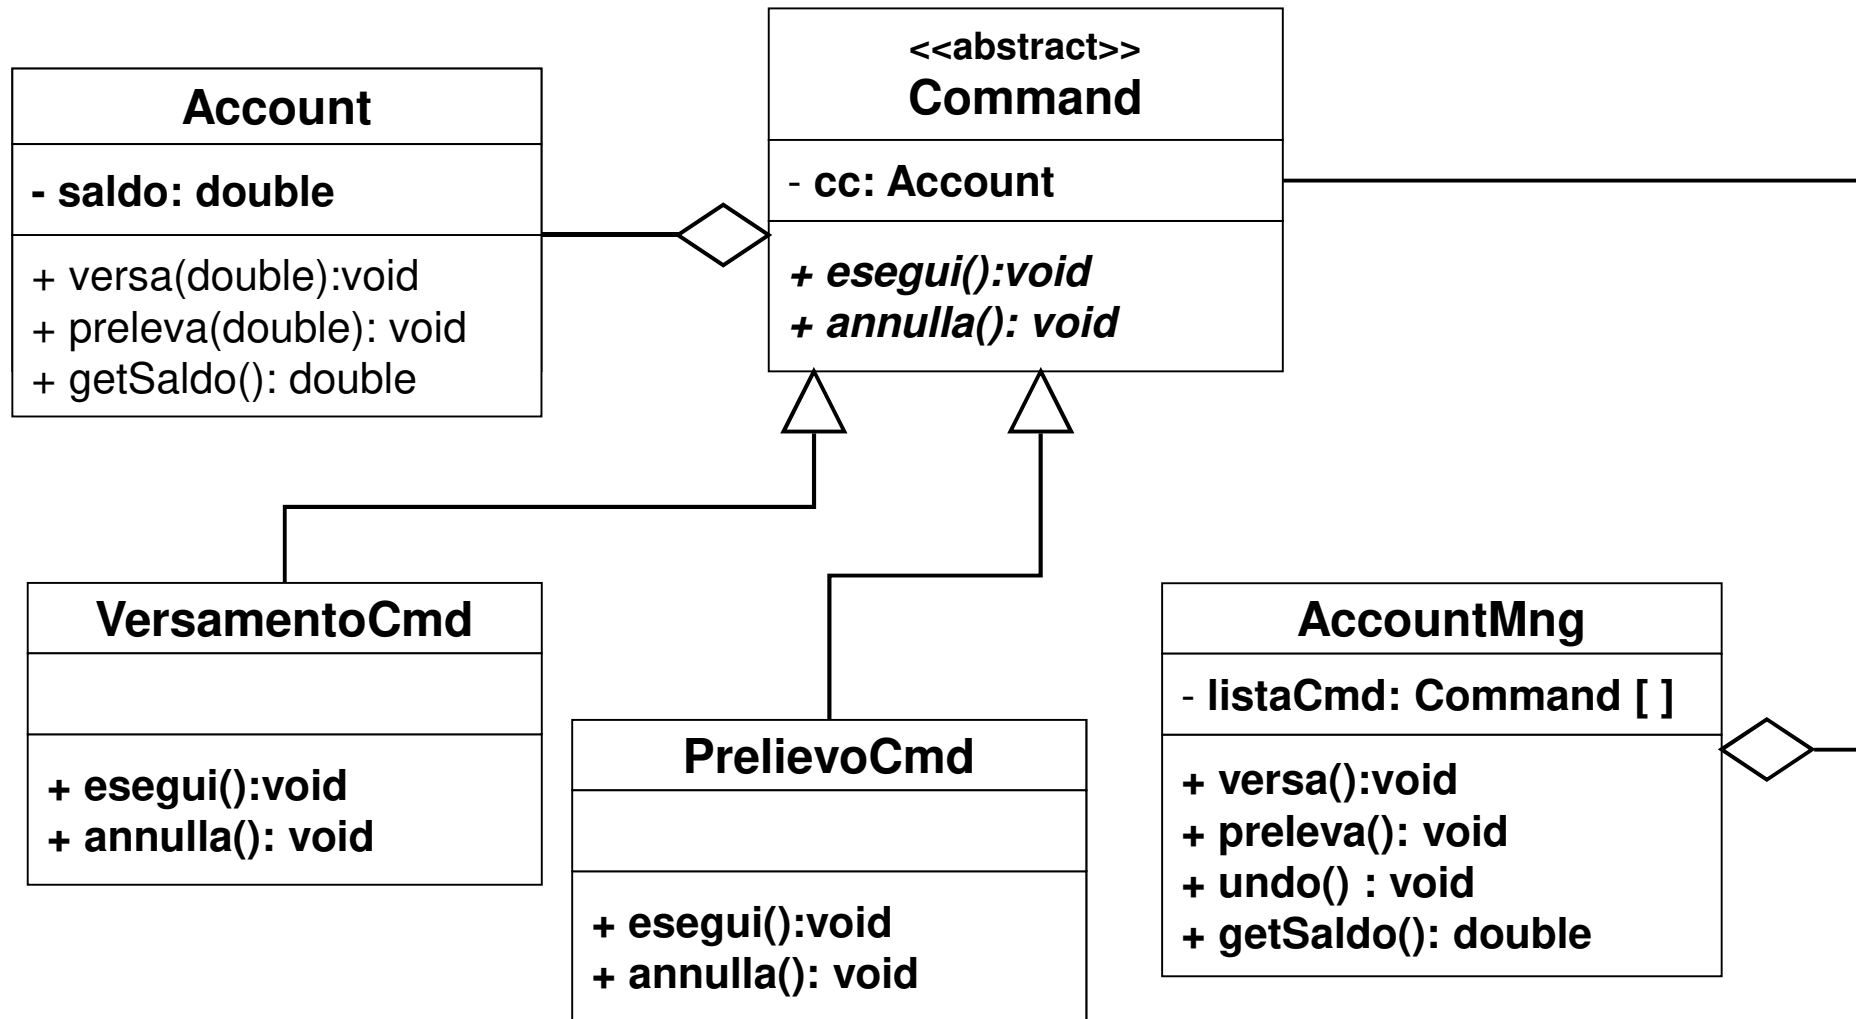 Account
- saldo: double
+ versa(double):void
+ preleva(double): void
+ getSaldo(): double
<<abstract>>
Command
- cc: Account
+ esegui():void
+ annulla(): void
VersamentoCmd
+ esegui():void
+ annulla(): void
PrelievoCmd
+ esegui():void
+ annulla(): void
AccountMng
- listaCmd: Command [ ]
+ versa():void
+ preleva(): void
+ undo() : void
+ getSaldo(): double